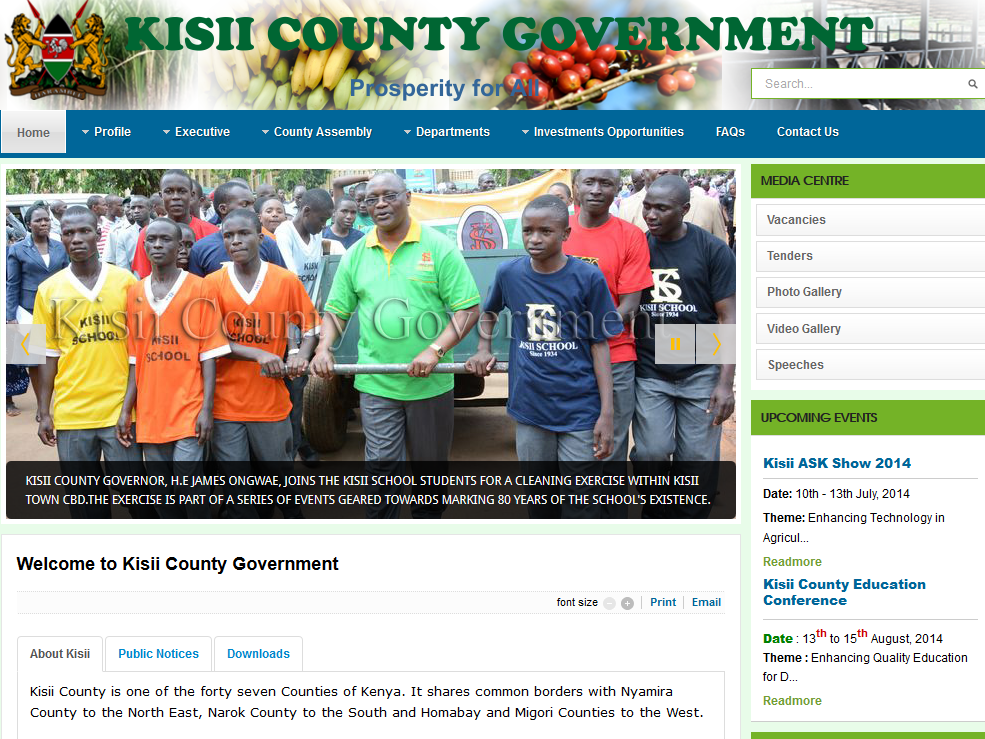 KISII COUNTY GOVERNMENT
Prosperity for All
Search...
Home
Profile
Executive
County Assembly
Departments
Investments Opportunities
FAQs
Contact Us
KISII
SCHOOL
KISII
SCHOOL
KISII
SCHOOL
KISII
SCHOOL
KISII SCHOOL
Since 1934
KISII SCHOOL
Since 1934
Kisii County Government
KISII COUNTY GOVERNOR, H.E JAMES ONGWAE, JOINS THE KISII SCHOOL STUDENTS FOR A CLEANING EXERCISE WITHIN KISII
TOWN CBD.THE EXERCISE IS PART OF A SERIES OF EVENTS GEARED TOWARDS MARKING 80 YEARS OF THE SCHOOL'S EXISTENCE.
MEDIA CENTRE
Vacancies
Tenders
Photo Gallery
Video Gallery
Speeches
UPCOMING EVENTS
Kisii ASK Show 2014
Date: 10th - 13th July, 2014
Theme: Enhancing Technology in
Agricul...
Readmore
Kisii County Education
Conference
Date : 13th to 15th August, 2014
Theme : Enhancing Quality Education
for D...
Readmore
Welcome to Kisii County Government
font size
Print
Email
About Kisii
Public Notices
Downloads
Kisii County is one of the forty seven Counties of Kenya. It shares common borders with Nyamira
County to the North East, Narok County to the South and Homabay and Migori Counties to the West.